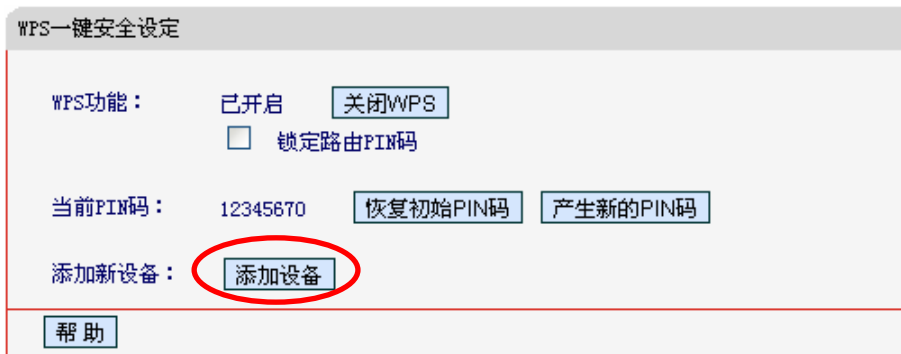 WPS一键安全设定
WPS功能： 已开启 关闭WPS
锁定路由PIN码
当前PIN码： 12345670 恢复初始PIN码 产生新的PIN码
添加新设备： 添加设备
帮 助